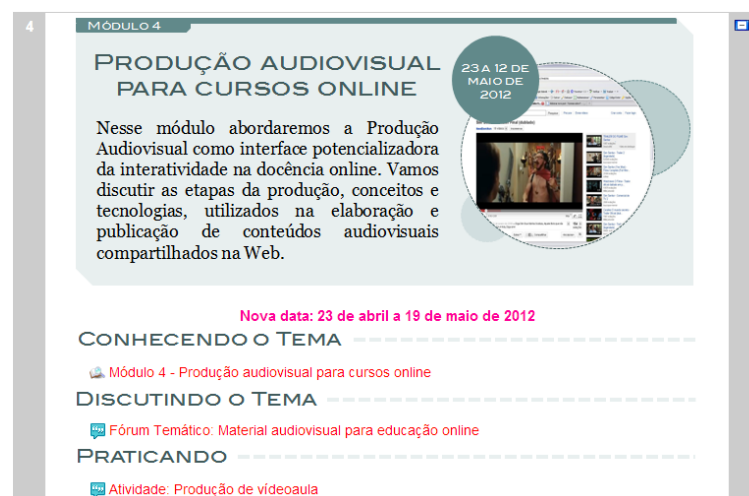 4
MÓDULO 4
PRODUÇÃO AUDIOVISUAL
PARA CURSOS ONLINE
23 A 12 DE
MAIO DE
2012
Nesse módulo abordaremos a Produção
Audiovisual como interface potencializadora
da interatividade na docência online. Vamos
discutir as etapas da produção, conceitos e
tecnologias, utilizados na elaboração e
publicação de conteúdos audiovisuais
compartilhados na Web.
Nova data: 23 de abril a 19 de maio de 2012
CONHECENDO O TEMA
Módulo 4 - Produção audiovisual para cursos online
DISCUTINDO O TEMA
Fórum Temático: Material audiovisual para educação online
PRATICANDO
Atividade: Produção de vídeoaula